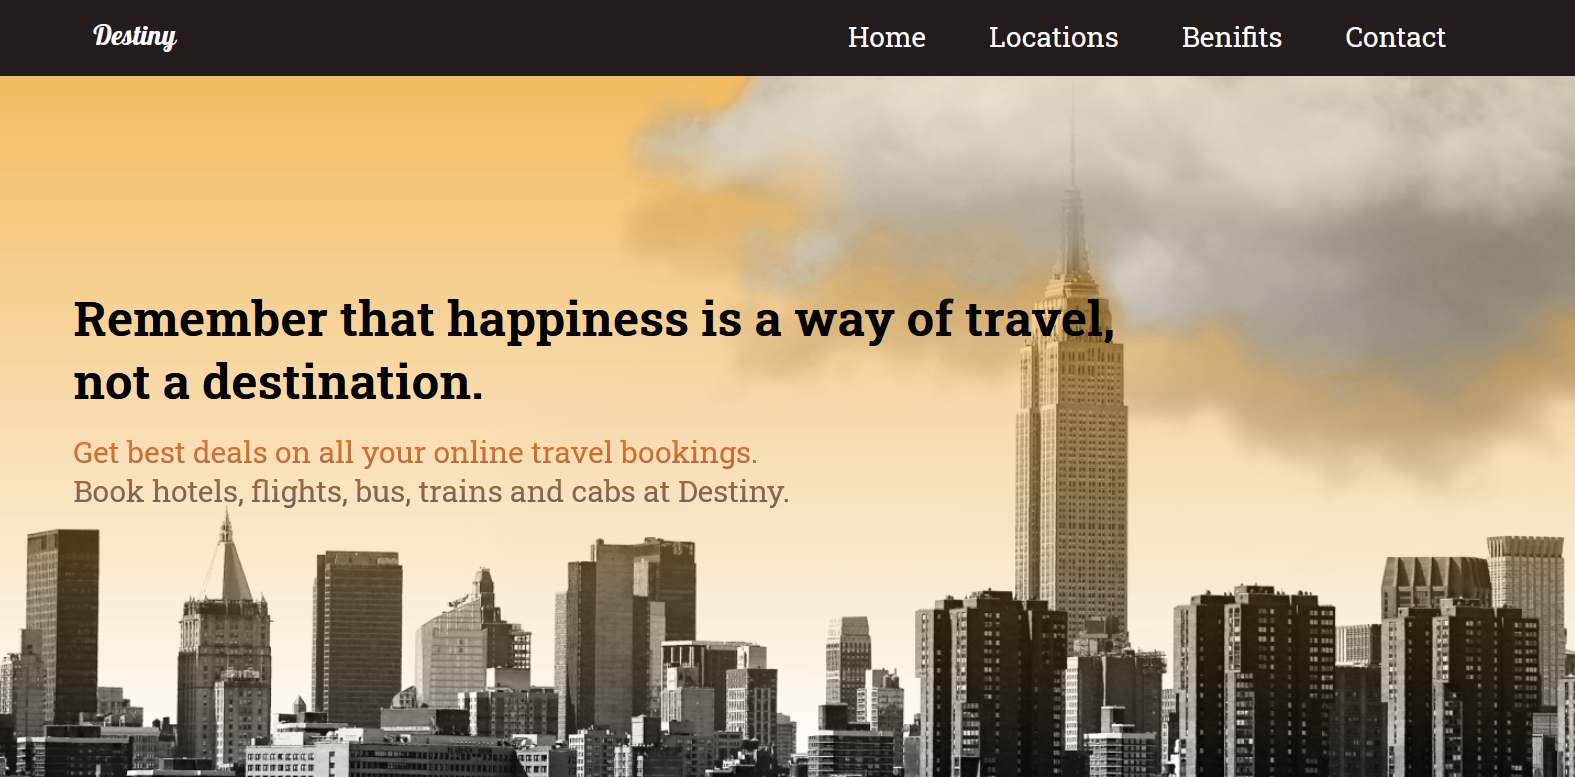 Destiny
Home Locations Benifits Contact
Remember that happiness is a way of travel,
not a destination.
Get best deals on all your online travel bookings.
Book hotels, flights, bus, trains and cabs at Destiny.